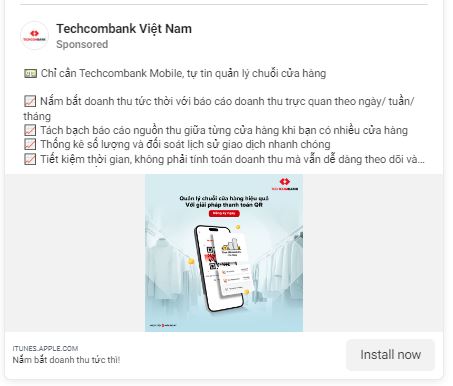 Techcombank Việt Nam
Sponsored
💵 Chỉ cần Techcombank Mobile, tự tin quản lý chuỗi cửa hàng
📈 Nắm bắt doanh thu tức thời với báo cáo doanh thu trực quan theo ngày/ tuần/
tháng
📈 Tách bạch báo cáo nguồn thu giữa từng cửa hàng khi bạn có nhiều cửa hàng
📈 Thống kê số lượng và đối soát lịch sử giao dịch nhanh chóng
📈 Tiết kiệm thời gian, không phải tính toán doanh thu mà vẫn dễ dàng theo dõi và...
TECHCOMBANK
Quản lý chuỗi cửa hàng hiệu quả
Với giải pháp thanh toán QR
Đăng ký ngay
ITUNES.APPLE.COM
Nắm bắt doanh thu tức thì!
Install now